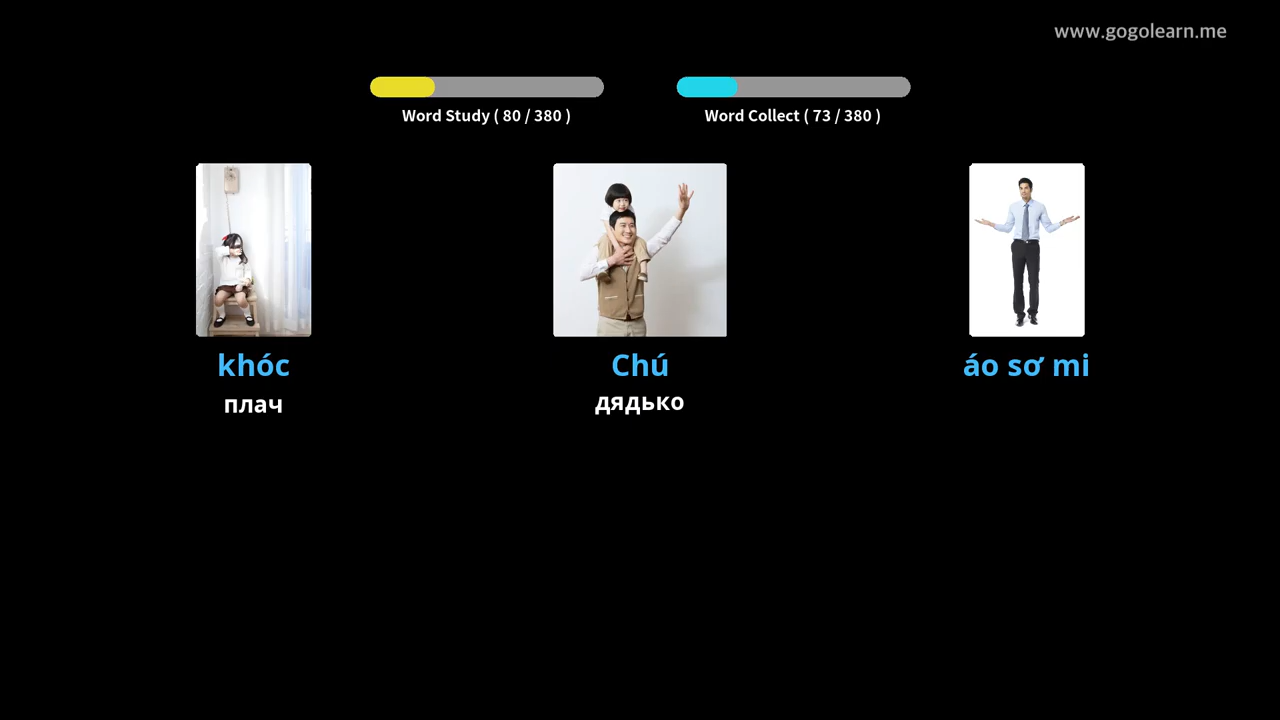 www.gogolearn.me
Word Study ( 80 / 380 )
Word Collect ( 73 / 380 )
khóc
Chú
áo sơ mi
плач
дядько